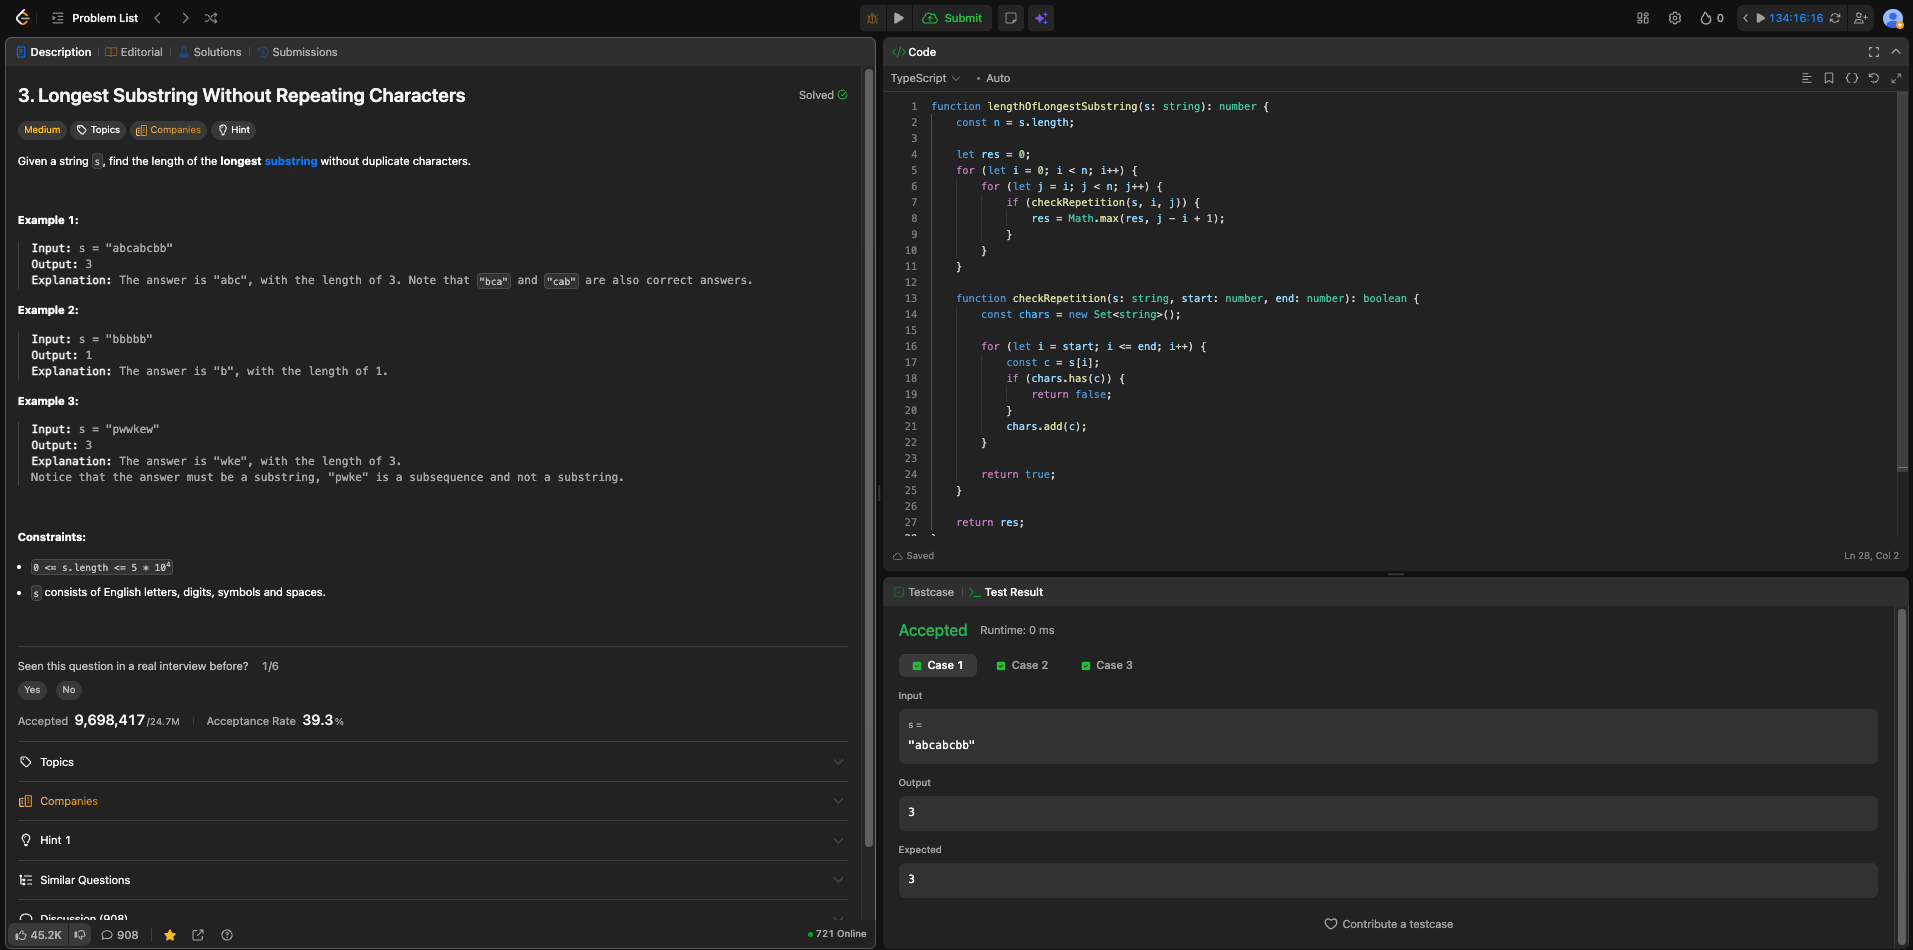 Problem List
Submit
0
134:16:16
Description
Editorial
Solutions
Submissions
3. Longest Substring Without Repeating Characters
Solved
Medium
Topics
Companies
Hint
Given a string s, find the length of the longest substring without duplicate characters.
Example 1:
Input: s = "abcabcbb"
Output: 3
Explanation: The answer is "abc", with the length of 3. Note that "bca" and "cab" are also correct answers.
Example 2:
Input: s = "bbbbb"
Output: 1
Explanation: The answer is "b", with the length of 1.
Example 3:
Input: s = "pwwkew"
Output: 3
Explanation: The answer is "wke", with the length of 3.
Notice that the answer must be a substring, "pwke" is a subsequence and not a substring.
Constraints:
0 <= s.length <= 5 * 10⁴
s consists of English letters, digits, symbols and spaces.
Seen this question in a real interview before? 1/6
Yes
No
Accepted 9,698,417/24.7M
Acceptance Rate 39.3%
Topics
Companies
Hint 1
Similar Questions
Discussion (908)
45.2K
908
721 Online
</> Code
TypeScript
Auto
1 function lengthOfLongestSubstring(s: string): number {
2     const n = s.length;
3
4     let res = 0;
5     for (let i = 0; i < n; i++) {
6         for (let j = i; j < n; j++) {
7             if (checkRepetition(s, i, j)) {
8                 res = Math.max(res, j - i + 1);
9             }
10         }
11     }
12
13     function checkRepetition(s: string, start: number, end: number): boolean {
14         const chars = new Set<string>();
15
16         for (let i = start; i <= end; i++) {
17             const c = s[i];
18             if (chars.has(c)) {
19                 return false;
20             }
21             chars.add(c);
22         }
23
24         return true;
25     }
26
27     return res;
Saved
Ln 28, Col 2
Testcase
Test Result
Accepted
Runtime: 0 ms
Case 1
Case 2
Case 3
Input
s =
"abcabcbb"
Output
3
Expected
3
Contribute a testcase